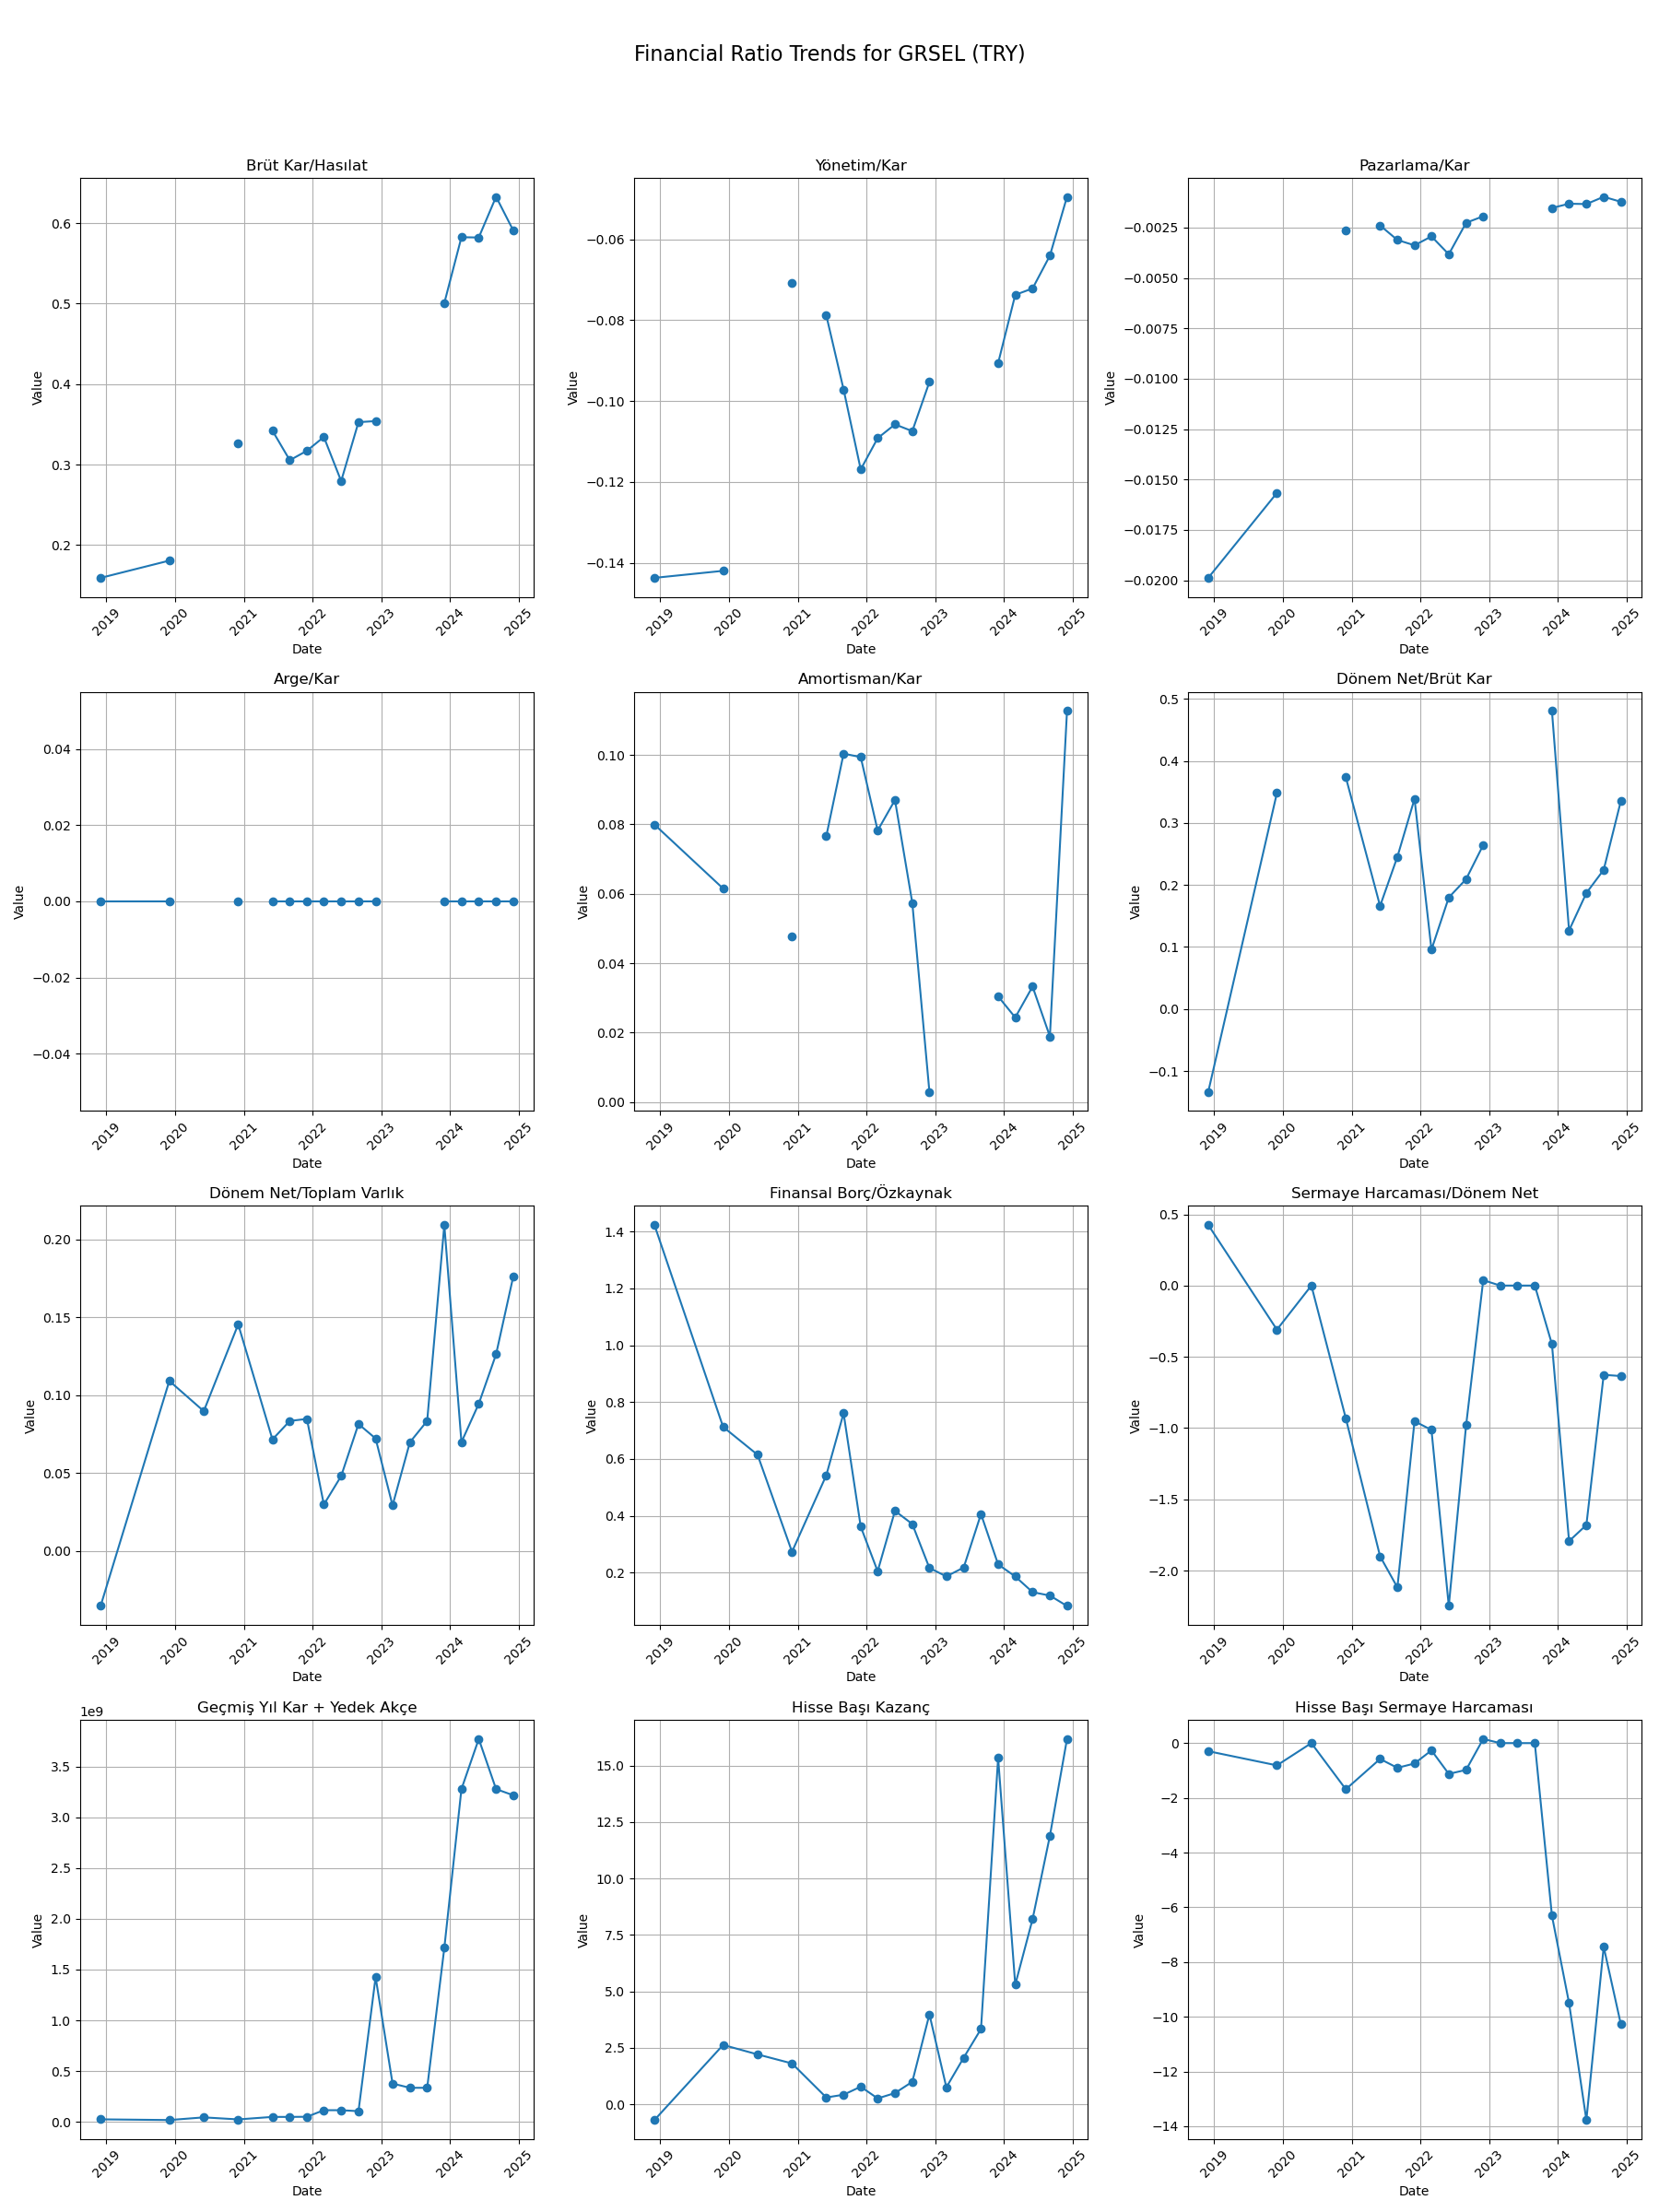 Financial Ratio Trends for GRSEL (TRY)
Brüt Kar/Hasılat
Value
0.6
0.5
0.4
0.3
0.2
2019 2020 2021 2022 2023 2024 2025
Date
Yönetim/Kar
Value
−0.06
−0.08
−0.10
−0.12
−0.14
2019 2020 2021 2022 2023 2024 2025
Date
Pazarlama/Kar
Value
−0.0025
−0.0050
−0.0075
−0.0100
−0.0125
−0.0150
−0.0175
−0.0200
2019 2020 2021 2022 2023 2024 2025
Date
Arge/Kar
Value
0.04
0.02
0.00
−0.02
−0.04
2019 2020 2021 2022 2023 2024 2025
Date
Amortisman/Kar
Value
0.10
0.08
0.06
0.04
0.02
0.00
2019 2020 2021 2022 2023 2024 2025
Date
Dönem Net/Brüt Kar
Value
0.5
0.4
0.3
0.2
0.1
0.0
−0.1
2019 2020 2021 2022 2023 2024 2025
Date
Dönem Net/Toplam Varlık
Value
0.20
0.15
0.10
0.05
0.00
2019 2020 2021 2022 2023 2024 2025
Date
Finansal Borç/Özkaynak
Value
1.4
1.2
1.0
0.8
0.6
0.4
0.2
2019 2020 2021 2022 2023 2024 2025
Date
Sermaye Harcaması/Dönem Net
Value
0.5
0.0
−0.5
−1.0
−1.5
−2.0
2019 2020 2021 2022 2023 2024 2025
Date
Geçmiş Yıl Kar + Yedek Akçe
1e9
Value
3.5
3.0
2.5
2.0
1.5
1.0
0.5
0.0
2019 2020 2021 2022 2023 2024 2025
Date
Hisse Başı Kazanç
Value
15.0
12.5
10.0
7.5
5.0
2.5
0.0
2019 2020 2021 2022 2023 2024 2025
Date
Hisse Başı Sermaye Harcaması
Value
0
−2
−4
−6
−8
−10
−12
−14
2019 2020 2021 2022 2023 2024 2025
Date